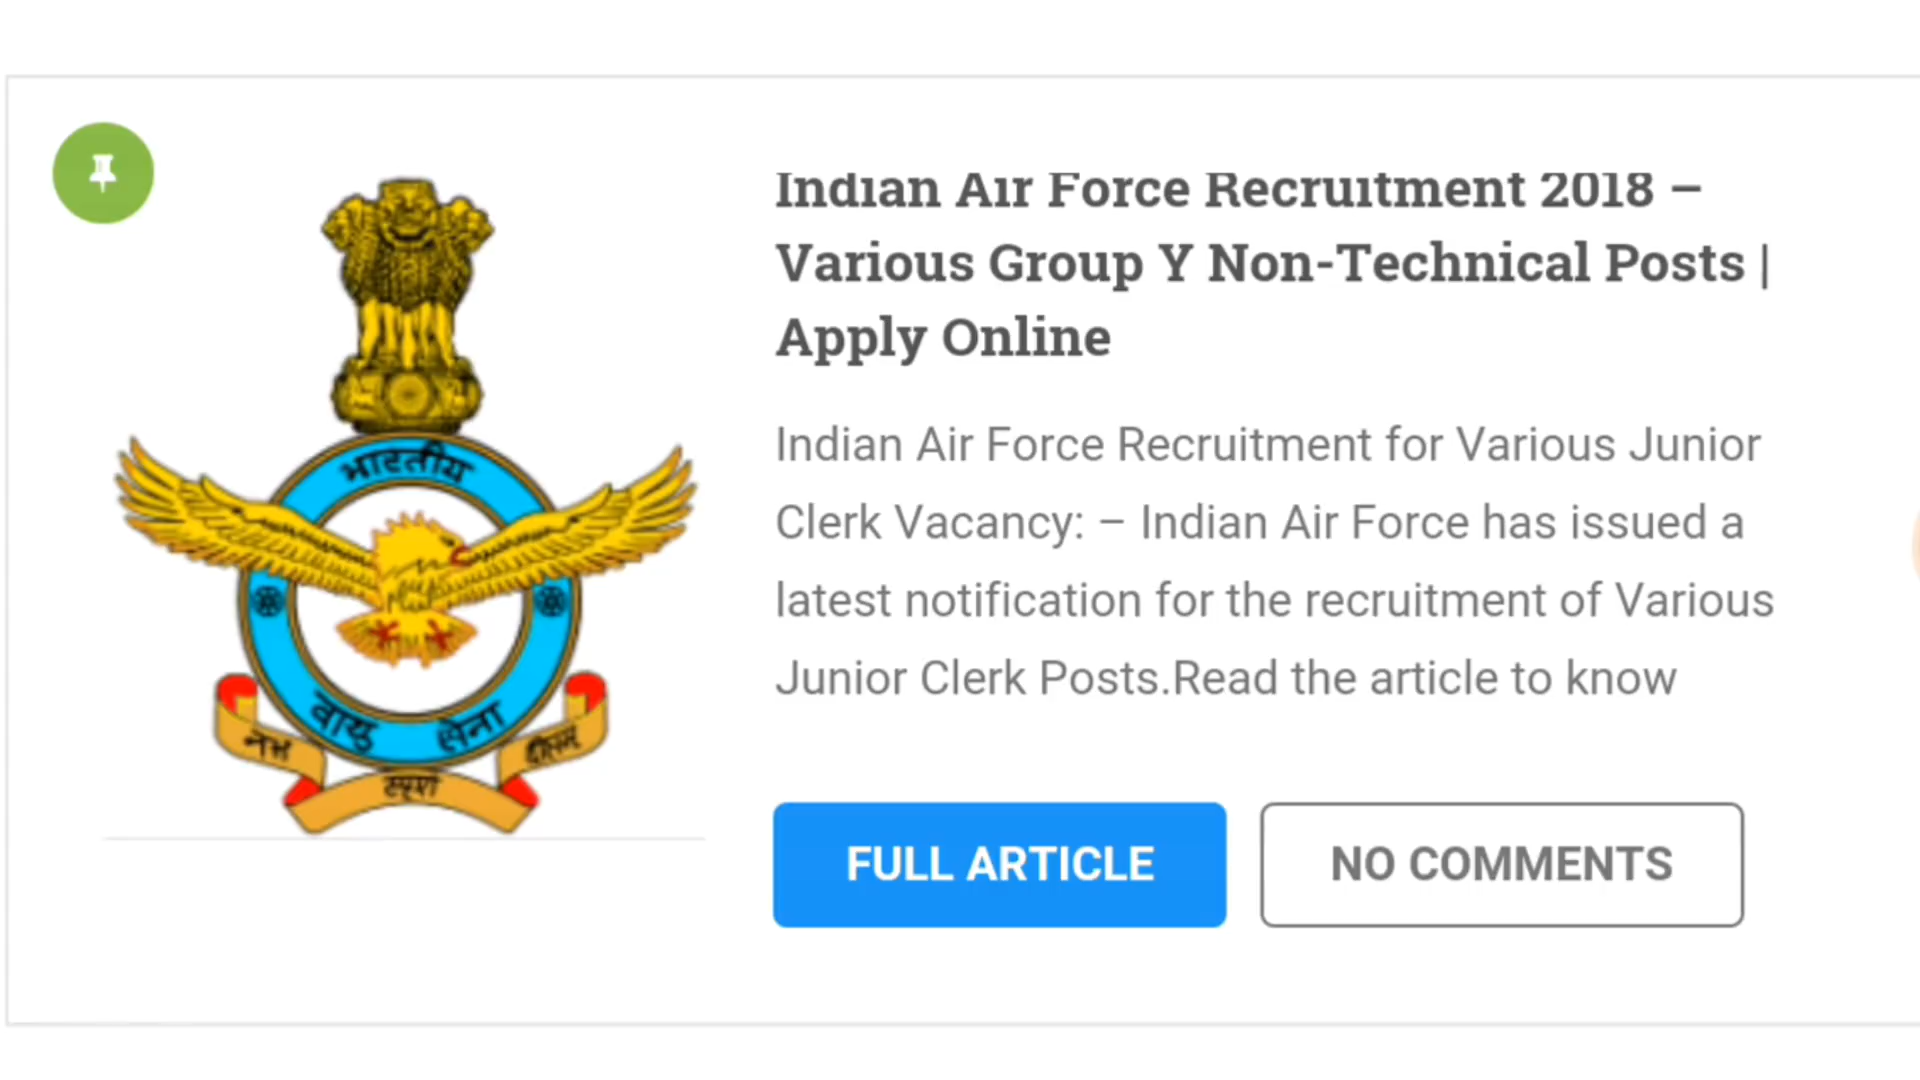 Indian Air Force Recruitment 2018 –
Various Group Y Non-Technical Posts |
Apply Online
Indian Air Force Recruitment for Various Junior
Clerk Vacancy: – Indian Air Force has issued a
latest notification for the recruitment of Various
Junior Clerk Posts.Read the article to know
FULL ARTICLE
NO COMMENTS
भारतीय
वायु सेना
नभ
स्पृशं
दीप्तम्